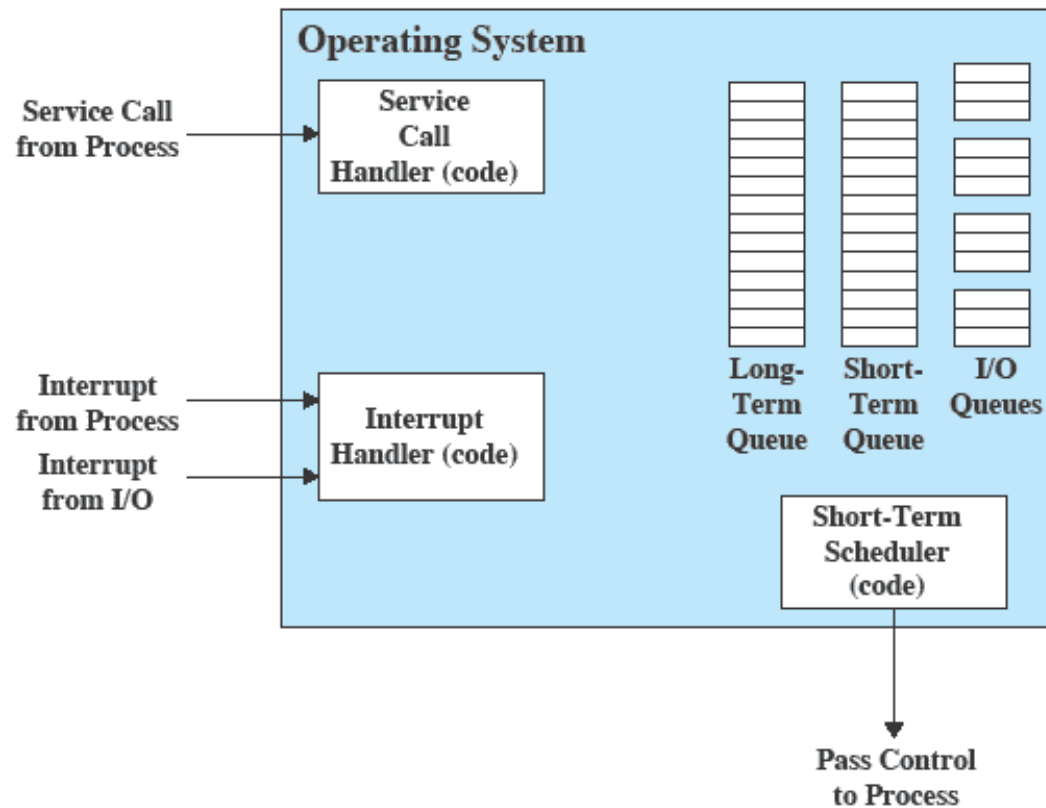 Operating System
Service Call
from Process
Service
Call
Handler (code)
Interrupt
from Process
Interrupt
from I/O
Interrupt
Handler (code)
Long-
Term
Queue
Short-
Term
Queue
I/O
Queues
Short-Term
Scheduler
(code)
Pass Control
to Process